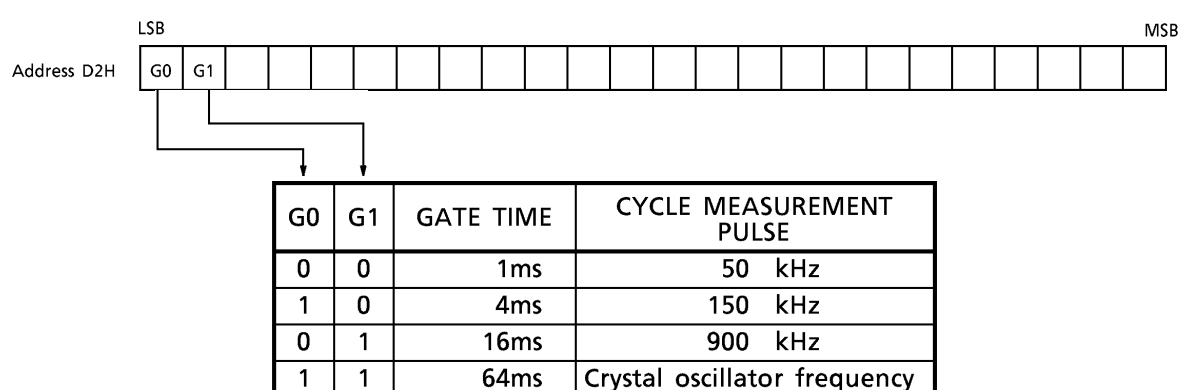 LSB MSB
Address D2H G0 G1
G0 G1 GATE TIME CYCLE MEASUREMENT
PULSE
0 0 1ms 50 kHz
1 0 4ms 150 kHz
0 1 16ms 900 kHz
1 1 64ms Crystal oscillator frequency